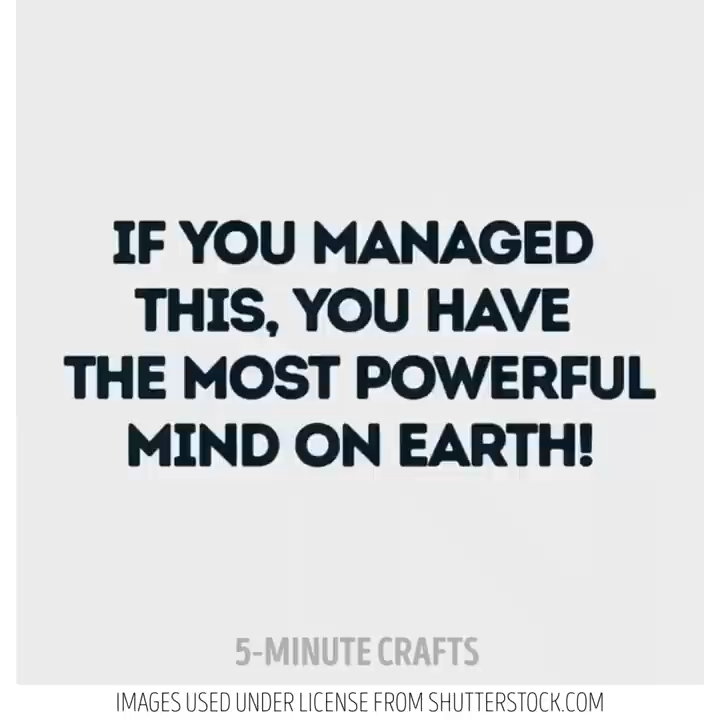 IF YOU MANAGED
THIS, YOU HAVE
THE MOST POWERFUL
MIND ON EARTH!
5-MINUTE CRAFTS
IMAGES USED UNDER LICENSE FROM SHUTTERSTOCK.COM